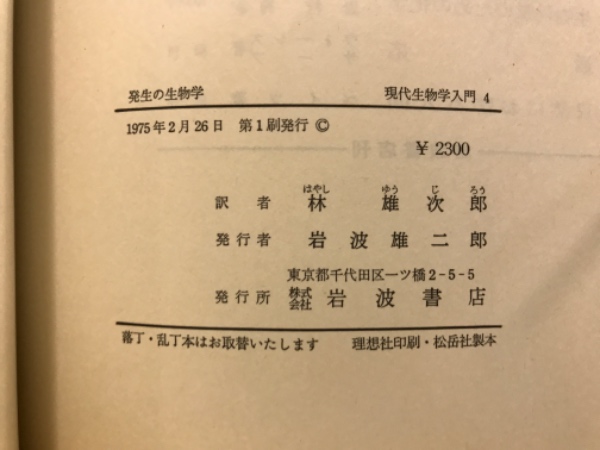 発生の生物学 現代生物学入門 4
1975年2月26日 第1刷発行 ©
¥ 2300
はやし ゆう じ ろう
訳者 林 雄次郎
発行者 岩波雄二郎
東京都千代田区一ツ橋2-5-5
発行所 株式会社 岩波書店
落丁・乱丁本はお取替いたします 理想社印刷・松岳社製本